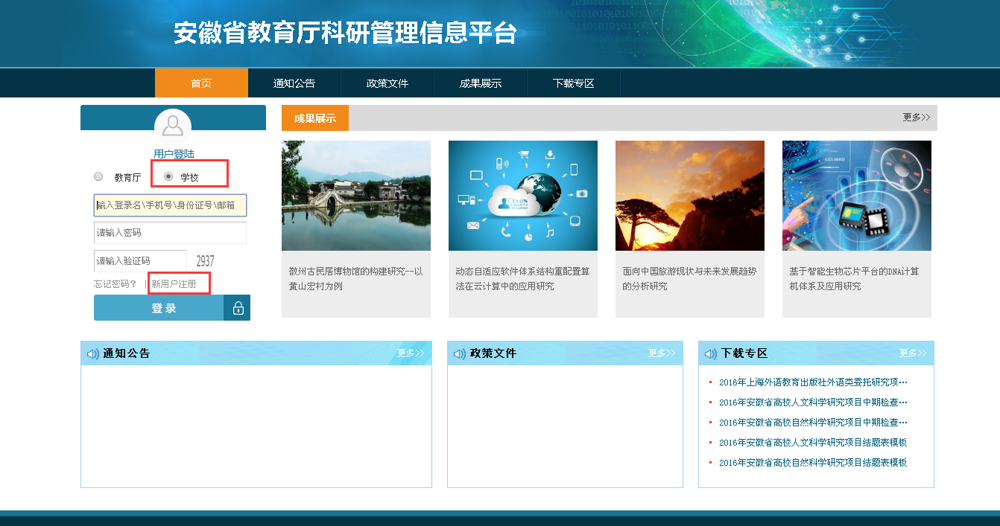 安徽省教育厅科研管理信息平台
首页
通知公告
政策文件
成果展示
下载专区
用户登陆
教育厅
学校
输入登录名\手机号\身份证号\邮箱
请输入密码
请输入验证码
2937
忘记密码?
|
新用户注册
登 录
成果展示
更多>>
徽州古民居博物馆的构建研究--以
黄山宏村为例
动态自适应软件体系结构重配置算
法在云计算中的应用研究
面向中国旅游现状与未来发展趋势
的分析研究
基于智能生物芯片平台的DNA计算
机体系及应用研究
通知公告
更多>>
政策文件
更多>>
下载专区
更多>>
2016年上海外语教育出版社外语类委托研究项…
2016年安徽省高校人文科学研究项目中期检查…
2016年安徽省高校自然科学研究项目中期检查…
2016年安徽省高校人文科学研究项目结题表模板
2016年安徽省高校自然科学研究项目结题表模板